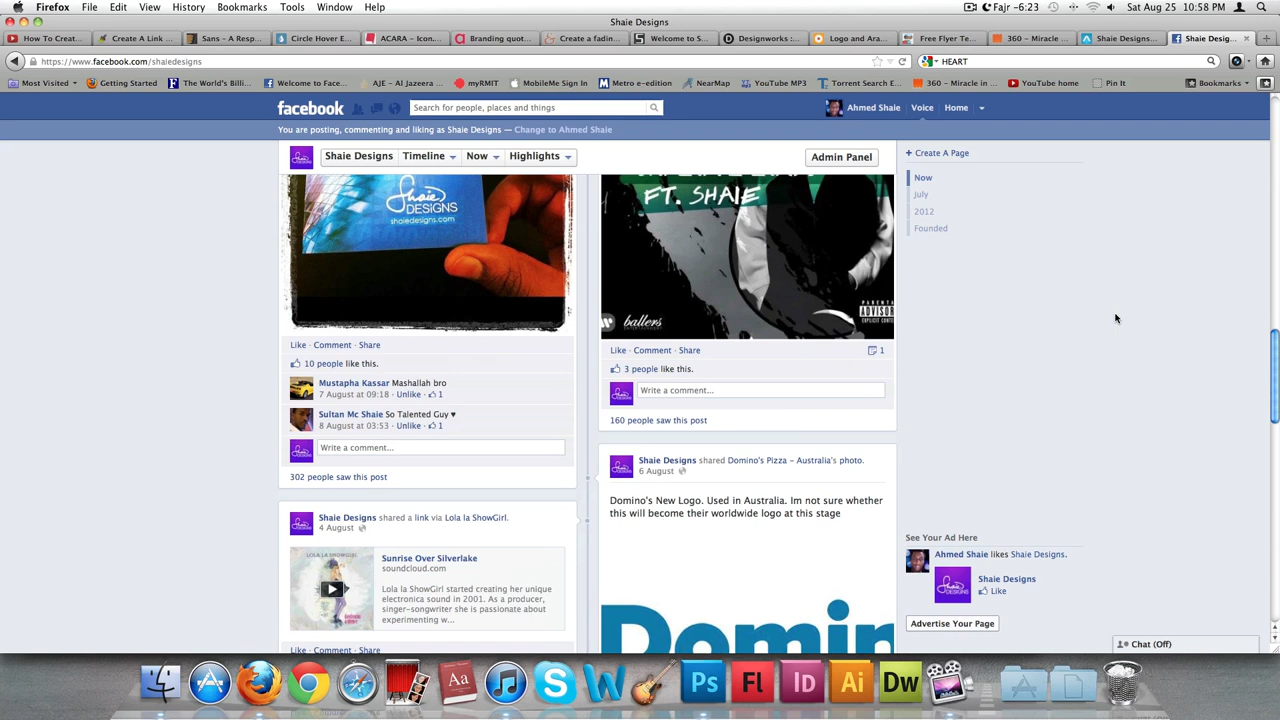 Firefox File Edit View History Bookmarks Tools Window Help
Fajr -6:23 Sat Aug 25 10:58 PM
Shaie Designs
How To Creat... Create A Link ... Sans – A Resp... Circle Hover E... ACARA – Icon... Branding quot... Create a fadin... Welcome to S... Designworks :... Logo and Ara... Free Flyer Te... 360 – Miracle ... Shaie Designs... Shaie Desig...
https://www.facebook.com/shaiedesigns
HEART
Most Visited Getting Started The World's Billi... Welcome to Face... AJE – Al Jazeera ... myRMIT MobileMe Sign In Metro e-edition NearMap YouTube MP3 Torrent Search E... 360 – Miracle in ... YouTube home Pin It Bookmarks
facebook
Search for people, places and things
Ahmed Shaie Voice Home
You are posting, commenting and liking as Shaie Designs — Change to Ahmed Shaie
Shaie Designs Timeline Now Highlights
Admin Panel
Shaie
DESIGNS
shaiedesigns.com
Like · Comment · Share
10 people like this.
Mustapha Kassar Mashallah bro
7 August at 09:18 · Unlike · 1
Sultan Mc Shaie So Talented Guy ♥
8 August at 03:53 · Unlike · 1
Write a comment...
302 people saw this post
Shaie Designs shared a link via Lola la ShowGirl.
4 August
LOLA LA SHOWGIRL
Sunrise Over Silverlake
soundcloud.com
Lola la ShowGirl started creating her unique
electronica sound in 2001. As a producer,
singer-songwriter she is passionate about
experimenting w...
Like · Comment · Share
FT. SHAIE
ballers
PARENTAL
ADVISORY
EXPLICIT CONTENT
Like · Comment · Share 1
3 people like this.
Write a comment...
160 people saw this post
Shaie Designs shared Domino's Pizza – Australia's photo.
6 August
Domino's New Logo. Used in Australia. Im not sure whether
this will become their worldwide logo at this stage
Domin
+ Create A Page
Now
July
2012
Founded
See Your Ad Here
Ahmed Shaie likes Shaie Designs.
Shaie Designs
Like
Advertise Your Page
Chat (Off)
Aa
Ps Fl Id Ai Dw